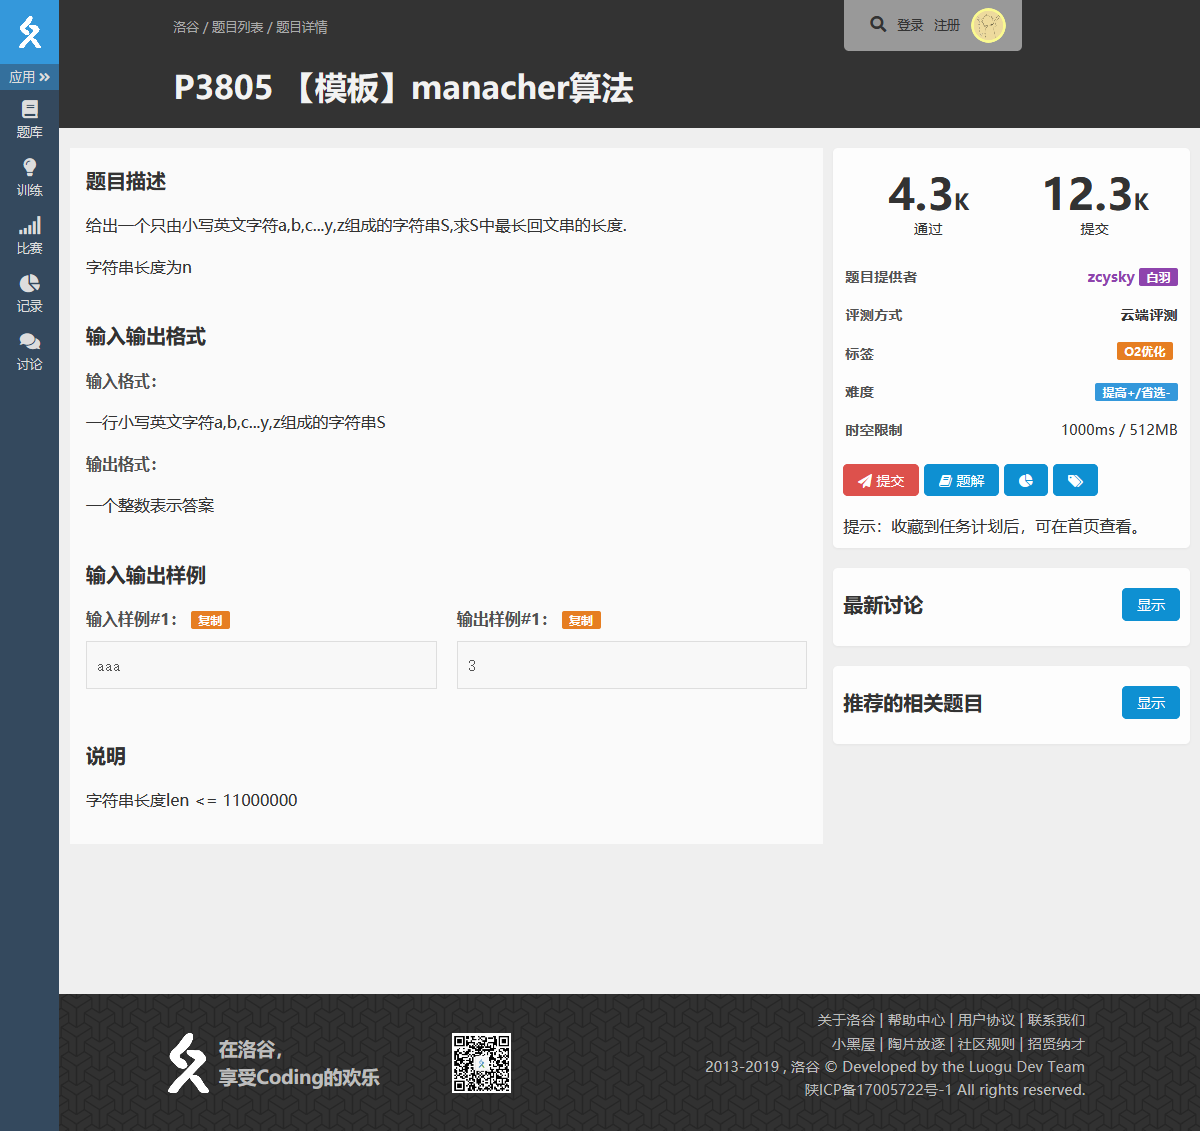 洛谷 / 题目列表 / 题目详情
登录 注册
P3805 【模板】manacher算法
应用
题库
训练
比赛
记录
讨论
题目描述
给出一个只由小写英文字符a,b,c...y,z组成的字符串S,求S中最长回文串的长度.
字符串长度为n
输入输出格式
输入格式：
一行小写英文字符a,b,c...y,z组成的字符串S
输出格式：
一个整数表示答案
输入输出样例
输入样例#1： 复制
aaa
输出样例#1： 复制
3
说明
字符串长度len <= 11000000
4.3K
通过
12.3K
提交
题目提供者 zcysky 白羽
评测方式 云端评测
标签 O2优化
难度 提高+/省选-
时空限制 1000ms / 512MB
提交 题解
提示：收藏到任务计划后，可在首页查看。
最新讨论 显示
推荐的相关题目 显示
在洛谷,
享受Coding的欢乐
关于洛谷 | 帮助中心 | 用户协议 | 联系我们
小黑屋 | 陶片放逐 | 社区规则 | 招贤纳才
2013-2019 , 洛谷 © Developed by the Luogu Dev Team
陕ICP备17005722号-1 All rights reserved.